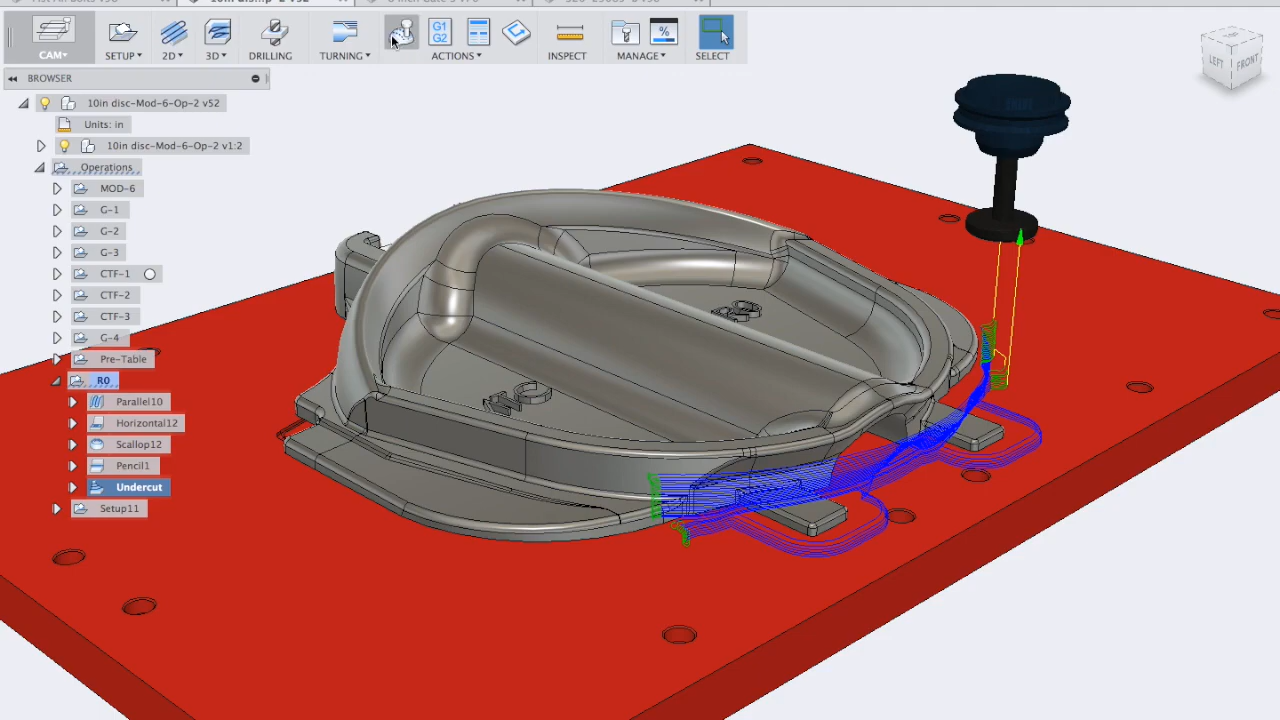 CAM▾
SETUP▾
2D▾
3D▾
DRILLING
TURNING▾
G1
G2
ACTIONS▾
INSPECT
%
MANAGE▾
SELECT
TOP
LEFT
FRONT
BROWSER
10in disc-Mod-6-Op-2 v52
Units: in
10in disc-Mod-6-Op-2 v1:2
Operations
MOD-6
G-1
G-2
G-3
CTF-1
CTF-2
CTF-3
G-4
Pre-Table
RO
Parallel10
Horizontal12
Scallop12
Pencil1
Undercut
Setup11